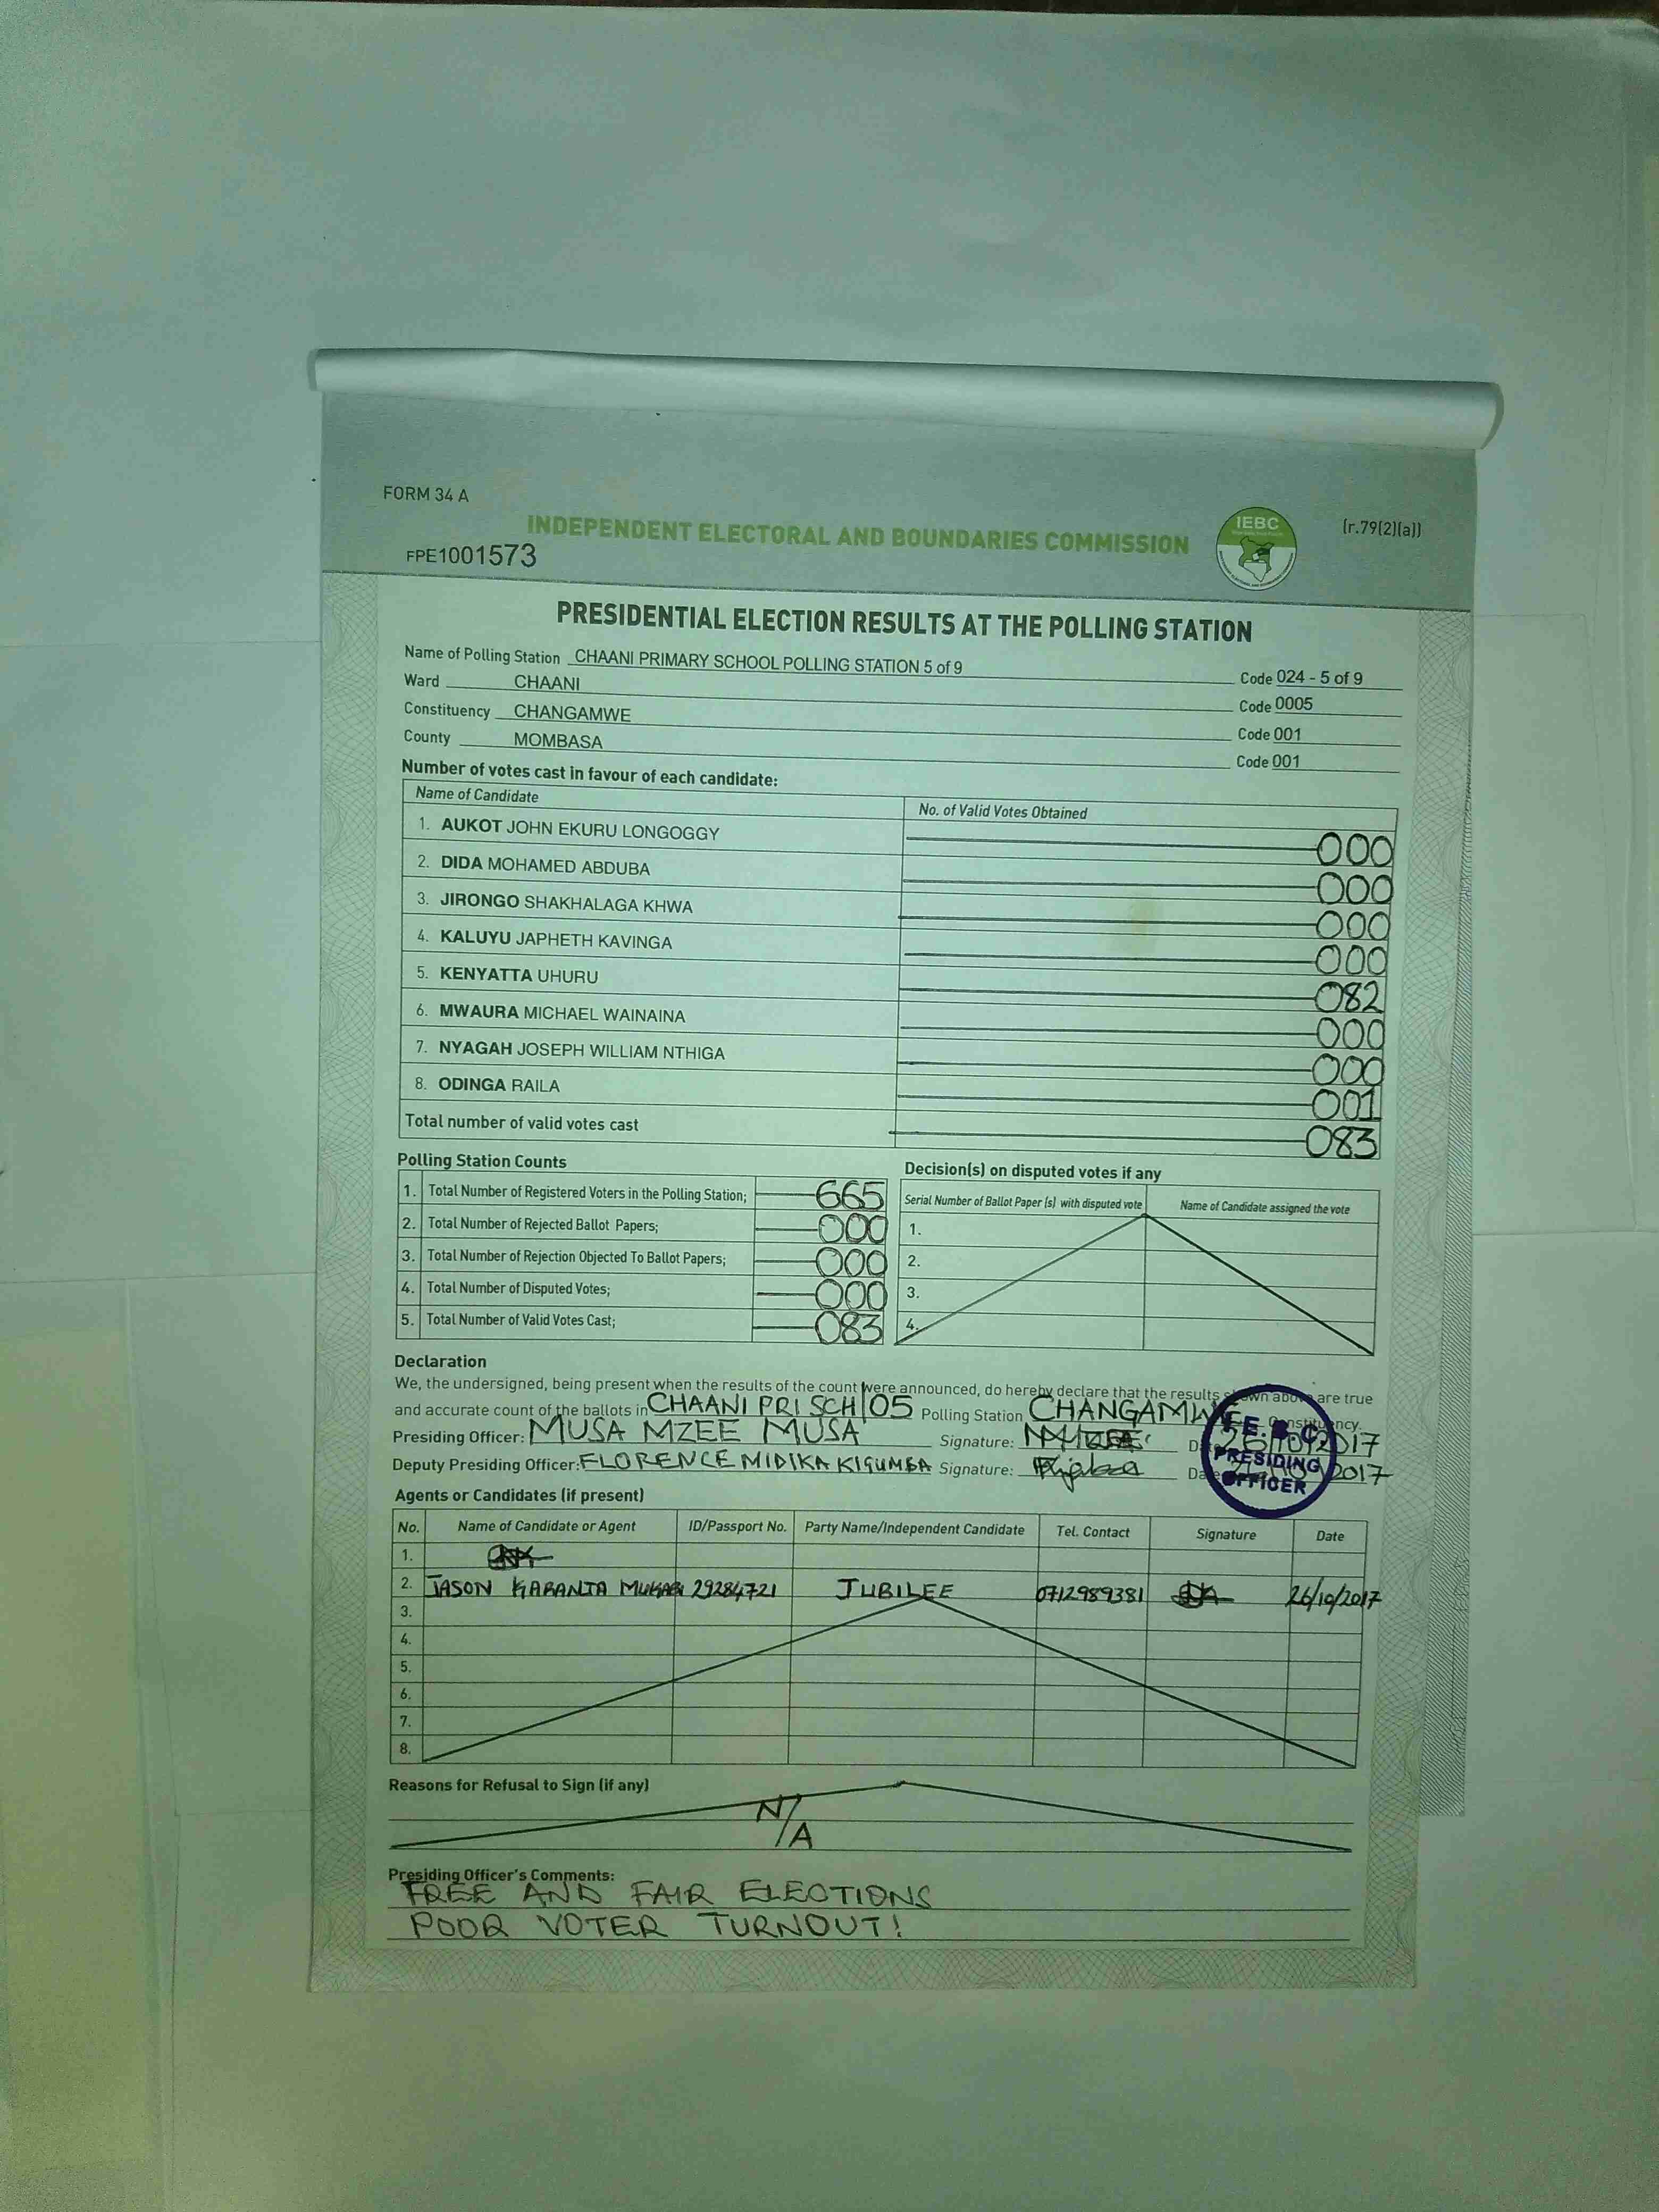 FORM 34 A
INDEPENDENT ELECTORAL AND BOUNDARIES COMMISSION
IEBC
(r.79(2)(a))
FPE1001573
PRESIDENTIAL ELECTION RESULTS AT THE POLLING STATION
Name of Polling Station CHAANI PRIMARY SCHOOL POLLING STATION 5 of 9 Code 024 - 5 of 9
Ward CHAANI Code 0005
Constituency CHANGAMWE Code 001
County MOMBASA Code 001
Number of votes cast in favour of each candidate:
Name of Candidate No. of Valid Votes Obtained
1. AUKOT JOHN EKURU LONGOGGY 000
2. DIDA MOHAMED ABDUBA 000
3. JIRONGO SHAKHALAGA KHWA 000
4. KALUYU JAPHETH KAVINGA 000
5. KENYATTA UHURU 082
6. MWAURA MICHAEL WAINAINA 000
7. NYAGAH JOSEPH WILLIAM NTHIGA 000
8. ODINGA RAILA 001
Total number of valid votes cast 083
Polling Station Counts
1. Total Number of Registered Voters in the Polling Station; 665
2. Total Number of Rejected Ballot Papers; 000
3. Total Number of Rejection Objected To Ballot Papers; 000
4. Total Number of Disputed Votes; 000
5. Total Number of Valid Votes Cast; 083
Decision(s) on disputed votes if any
Serial Number of Ballot Paper (s) with disputed vote Name of Candidate assigned the vote
1.
2.
3.
4.
Declaration
We, the undersigned, being present when the results of the count were announced, do hereby declare that the results shown above are true
and accurate count of the ballots in CHAANI PRI SCH/05 Polling Station CHANGAMWE Constituency.
Presiding Officer: MUSA MZEE MUSA Signature: Date 26/10/2017
Deputy Presiding Officer: FLORENCE MIDIKA KIGUMBA Signature: Date 2017
I.E.B.C.
PRESIDING
OFFICER
Agents or Candidates (if present)
No. Name of Candidate or Agent ID/Passport No. Party Name/Independent Candidate Tel. Contact Signature Date
1.
2. JASON KARANJA MUKABI 29284721 JUBILEE 0712989381 26/10/2017
3.
4.
5.
6.
7.
8.
Reasons for Refusal to Sign (if any)
N/A
Presiding Officer's Comments:
FREE AND FAIR ELECTIONS
POOR VOTER TURNOUT!